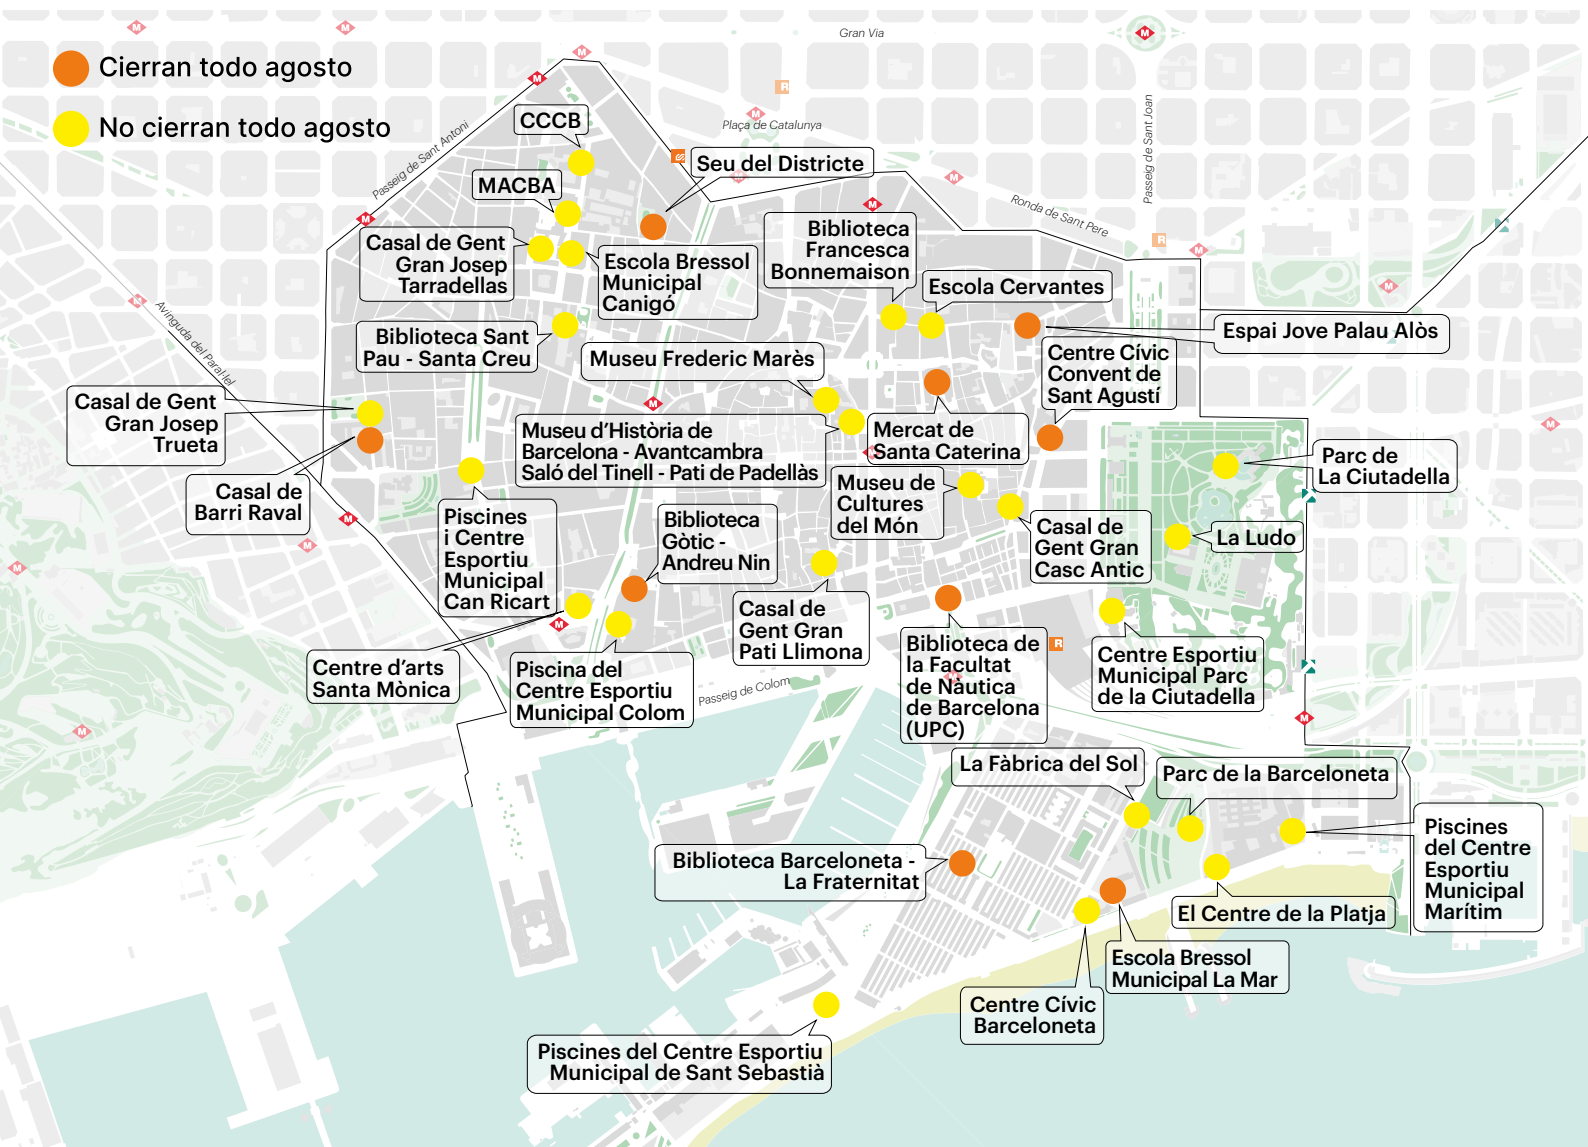 Gran Via
Cierran todo agosto
No cierran todo agosto
CCCB
Plaça de Catalunya
Passeig de Sant Joan
Passeig de Sant Antoni
Seu del Districte
MACBA
Ronda de Sant Pere
Casal de Gent
Gran Josep
Tarradellas
Escola Bressol
Municipal
Canigó
Biblioteca
Francesca
Bonnemaison
Escola Cervantes
Avinguda del Paral·lel
Biblioteca Sant
Pau - Santa Creu
Museu Frederic Marès
Espai Jove Palau Alòs
Centre Cívic
Convent de
Sant Agustí
Casal de Gent
Gran Josep
Trueta
Museu d'Història de
Barcelona - Avantcambra
Saló del Tinell - Pati de Padellàs
Mercat de
Santa Caterina
Parc de
La Ciutadella
Casal de
Barri Raval
Museu de
Cultures
del Món
Piscines
i Centre
Esportiu
Municipal
Can Ricart
Biblioteca
Gòtic -
Andreu Nin
Casal de
Gent Gran
Casc Antic
La Ludo
Casal de
Gent Gran
Pati Llimona
Centre d'arts
Santa Mònica
Piscina del
Centre Esportiu
Municipal Colom
Passeig de Colom
Biblioteca de
la Facultat
de Nàutica
de Barcelona
(UPC)
Centre Esportiu
Municipal Parc
de la Ciutadella
La Fàbrica del Sol
Parc de la Barceloneta
Piscines
del Centre
Esportiu
Municipal
Marítim
Biblioteca Barceloneta -
La Fraternitat
El Centre de la Platja
Escola Bressol
Municipal La Mar
Centre Cívic
Barceloneta
Piscines del Centre Esportiu
Municipal de Sant Sebastià